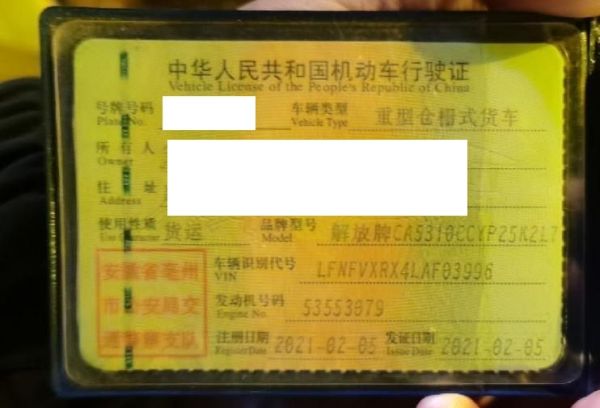 中华人民共和国机动车行驶证
Vehicle License of the People's Republic of China
号牌号码 车辆类型 重型仓栅式货车
Plate No. Vehicle Type
所有人
Owner
住址
Address
使用性质 货运 品牌型号 解放牌CA5310CCYP25K2L7
Use Character Model
车辆识别代号 LFNFVXRX4LAF03996
VIN
发动机号码 53553079
Engine No.
注册日期 2021-02-05 发证日期 2021-02-05
Register Date Issue Date
安徽省亳州
市公安局交
通警察支队